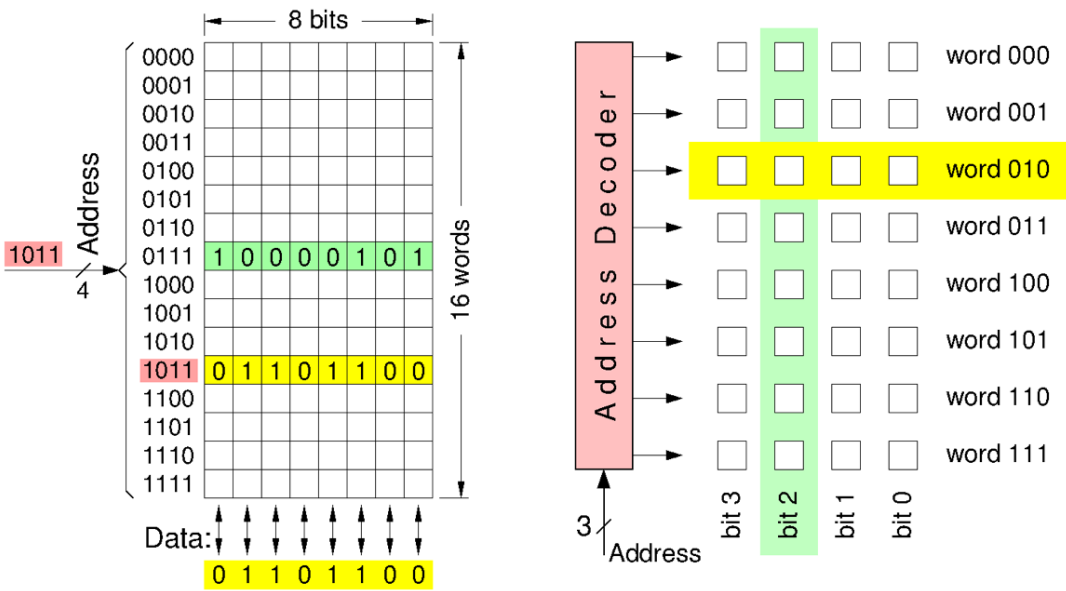 8 bits
0000
0001
0010
0011
0100
0101
0110
0111 1 0 0 0 0 1 0 1
1000
1001
1010
1011 0 1 1 0 1 1 0 0
1100
1101
1110
1111
Address
1011
4
16 words
Data:
0 1 1 0 1 1 0 0
Address Decoder
3
Address
word 000
word 001
word 010
word 011
word 100
word 101
word 110
word 111
bit 3
bit 2
bit 1
bit 0